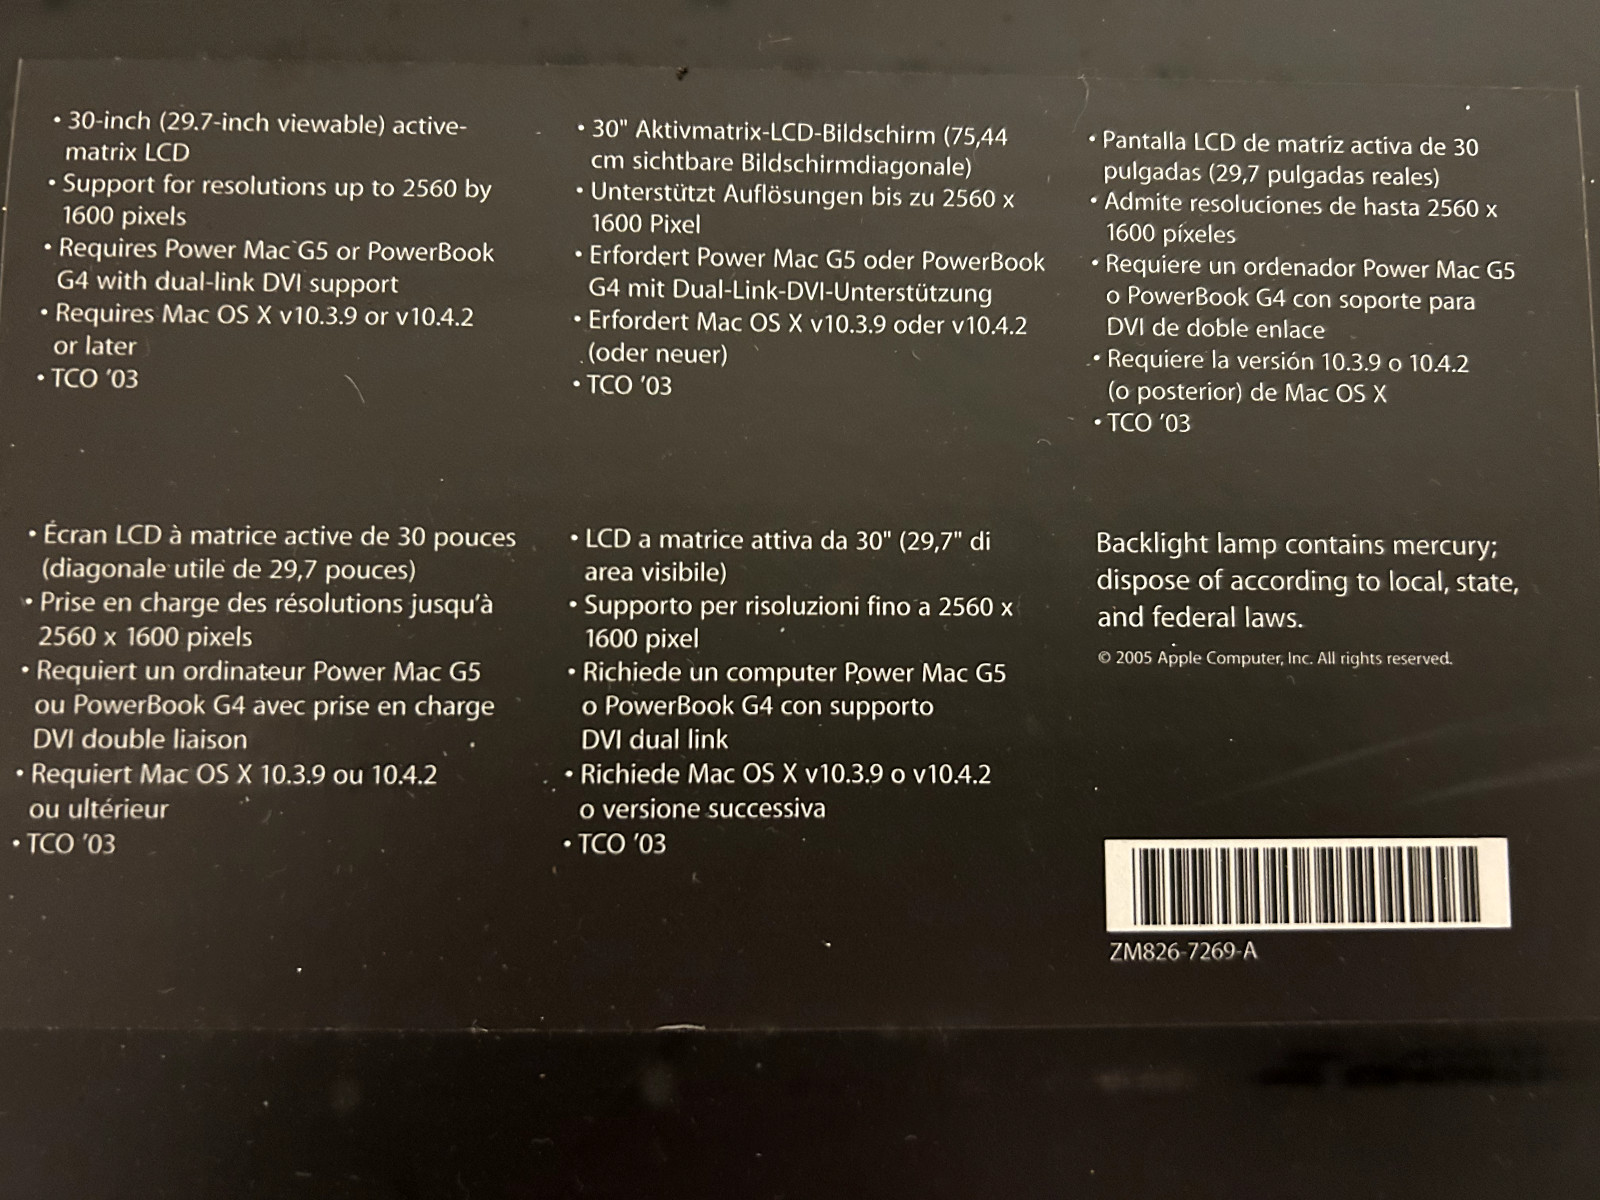 • 30-inch (29.7-inch viewable) active-
matrix LCD
• Support for resolutions up to 2560 by
1600 pixels
• Requires Power Mac G5 or PowerBook
G4 with dual-link DVI support
• Requires Mac OS X v10.3.9 or v10.4.2
or later
• TCO '03
• 30" Aktivmatrix-LCD-Bildschirm (75,44
cm sichtbare Bildschirmdiagonale)
• Unterstützt Auflösungen bis zu 2560 x
1600 Pixel
• Erfordert Power Mac G5 oder PowerBook
G4 mit Dual-Link-DVI-Unterstützung
• Erfordert Mac OS X v10.3.9 oder v10.4.2
(oder neuer)
• TCO '03
• Pantalla LCD de matriz activa de 30
pulgadas (29,7 pulgadas reales)
• Admite resoluciones de hasta 2560 x
1600 píxeles
• Requiere un ordenador Power Mac G5
o PowerBook G4 con soporte para
DVI de doble enlace
• Requiere la versión 10.3.9 o 10.4.2
(o posterior) de Mac OS X
• TCO '03
• Écran LCD à matrice active de 30 pouces
(diagonale utile de 29,7 pouces)
• Prise en charge des résolutions jusqu'à
2560 x 1600 pixels
• Requiert un ordinateur Power Mac G5
ou PowerBook G4 avec prise en charge
DVI double liaison
• Requiert Mac OS X 10.3.9 ou 10.4.2
ou ultérieur
• TCO '03
• LCD a matrice attiva da 30" (29,7" di
area visibile)
• Supporto per risoluzioni fino a 2560 x
1600 pixel
• Richiede un computer Power Mac G5
o PowerBook G4 con supporto
DVI dual link
• Richiede Mac OS X v10.3.9 o v10.4.2
o versione successiva
• TCO '03
Backlight lamp contains mercury;
dispose of according to local, state,
and federal laws.
© 2005 Apple Computer, Inc. All rights reserved.
ZM826-7269-A